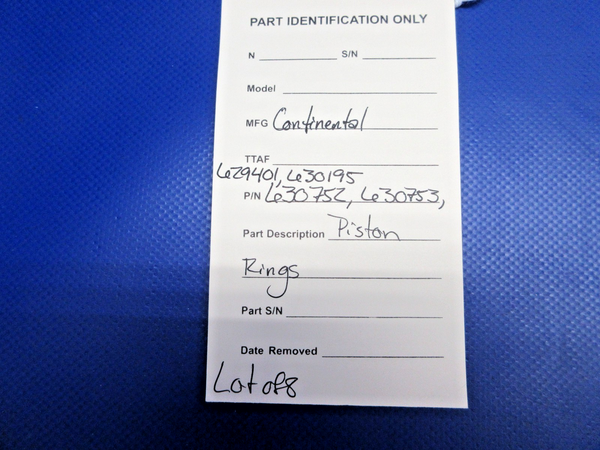 PART IDENTIFICATION ONLY
N S/N
Model
MFG Continental
TTAF
629401, 630195
P/N 630752, 630753,
Part Description Piston
Rings
Part S/N
Date Removed
Lot of 8